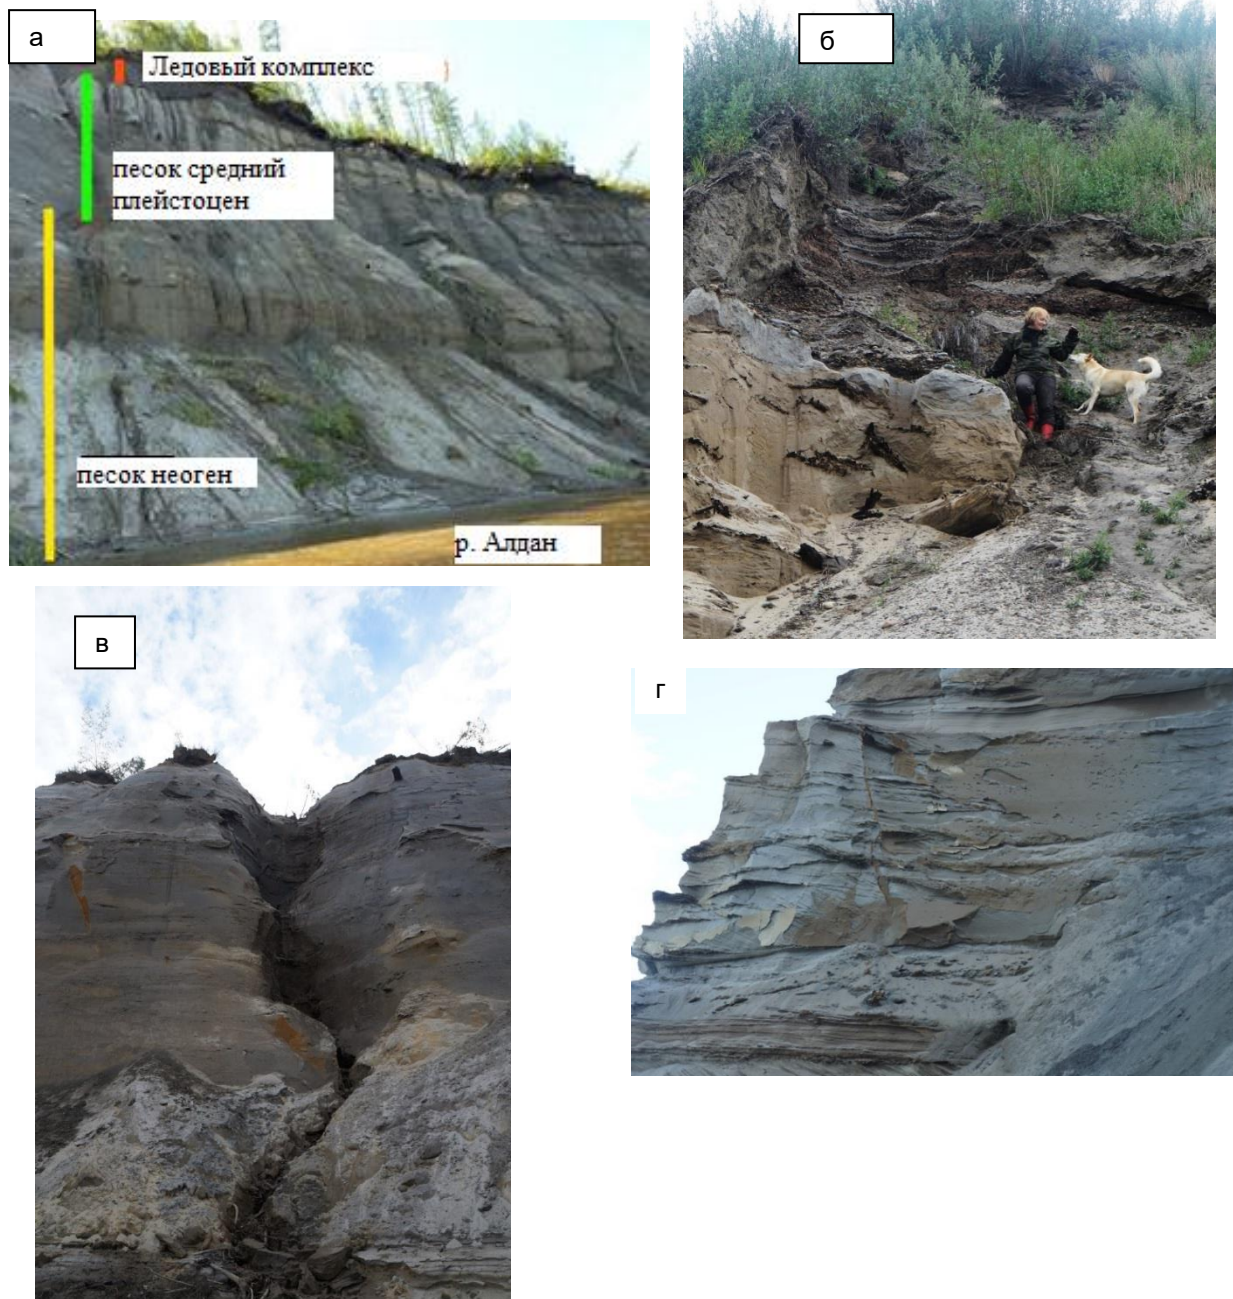 а
Ледовый комплекс
песок средний
плейстоцен
песок неоген
р. Алдан
б
в
г